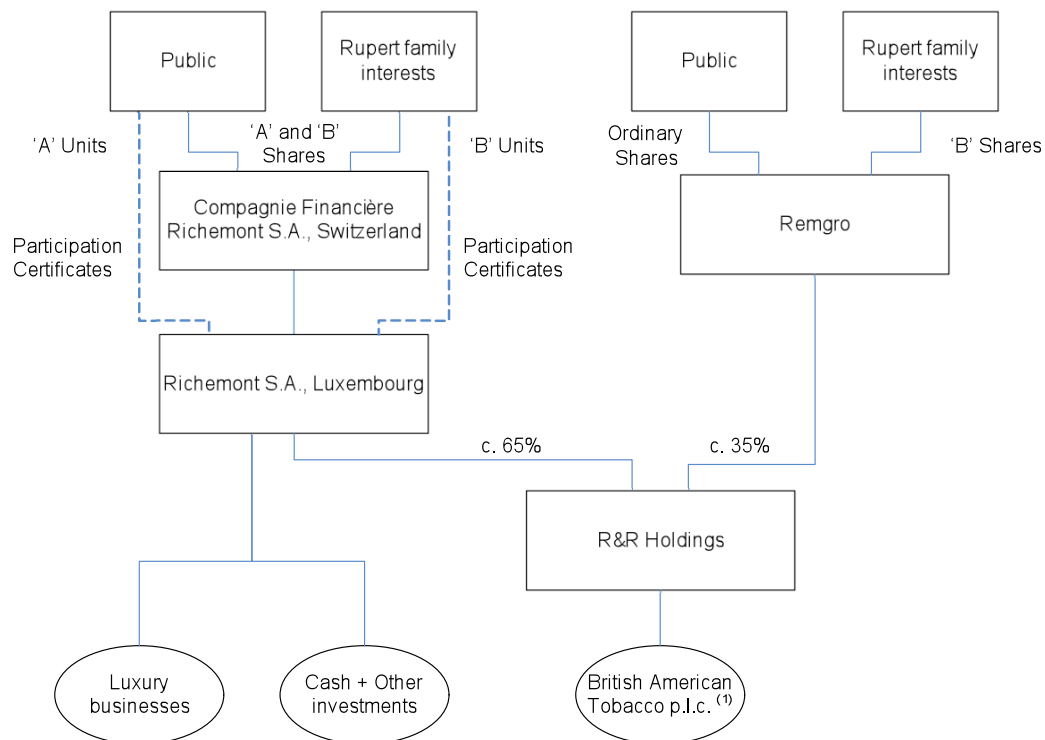 Public
Rupert family
interests
Public
Rupert family
interests
‘A’ Units
‘A’ and ‘B’
Shares
‘B’ Units
Ordinary
Shares
‘B’ Shares
Compagnie Financière
Richemont S.A., Switzerland
Remgro
Participation
Certificates
Participation
Certificates
Richemont S.A., Luxembourg
c. 65%
c. 35%
R&R Holdings
Luxury
businesses
Cash + Other
investments
British American
Tobacco p.l.c. (1)